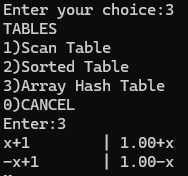 Enter your choice:3
TABLES
1)Scan Table
2)Sorted Table
3)Array Hash Table
0)CANCEL
Enter:3
x+1          | 1.00+x
-x+1         | 1.00-x